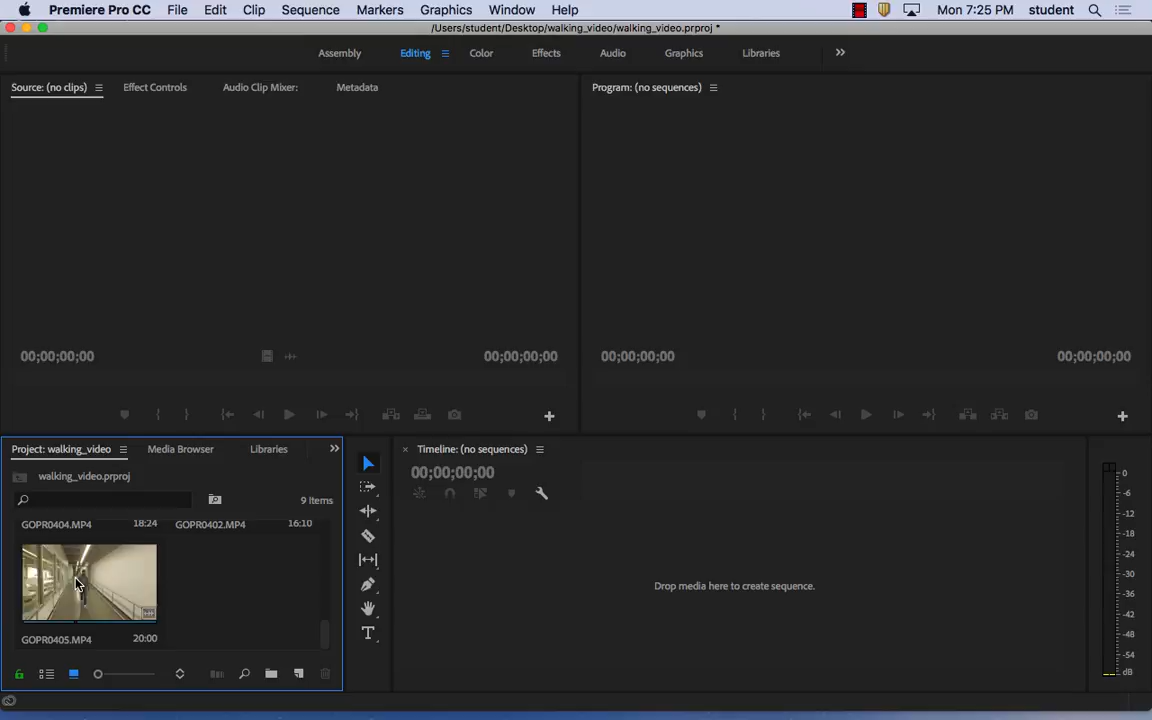 Premiere Pro CC File Edit Clip Sequence Markers Graphics Window Help Mon 7:25 PM student
/Users/student/Desktop/walking_video/walking_video.prproj *
Assembly Editing Color Effects Audio Graphics Libraries
Source: (no clips) Effect Controls Audio Clip Mixer: Metadata Program: (no sequences)
00;00;00;00 00;00;00;00 00;00;00;00 00;00;00;00
Project: walking_video Media Browser Libraries Timeline: (no sequences)
walking_video.prproj 00;00;00;00
9 Items
GOPR0404.MP4 18:24 GOPR0402.MP4 16:10
GOPR0405.MP4 20:00
Drop media here to create sequence.
0
-6
-12
-18
-24
-30
-36
-42
-48
-54
dB